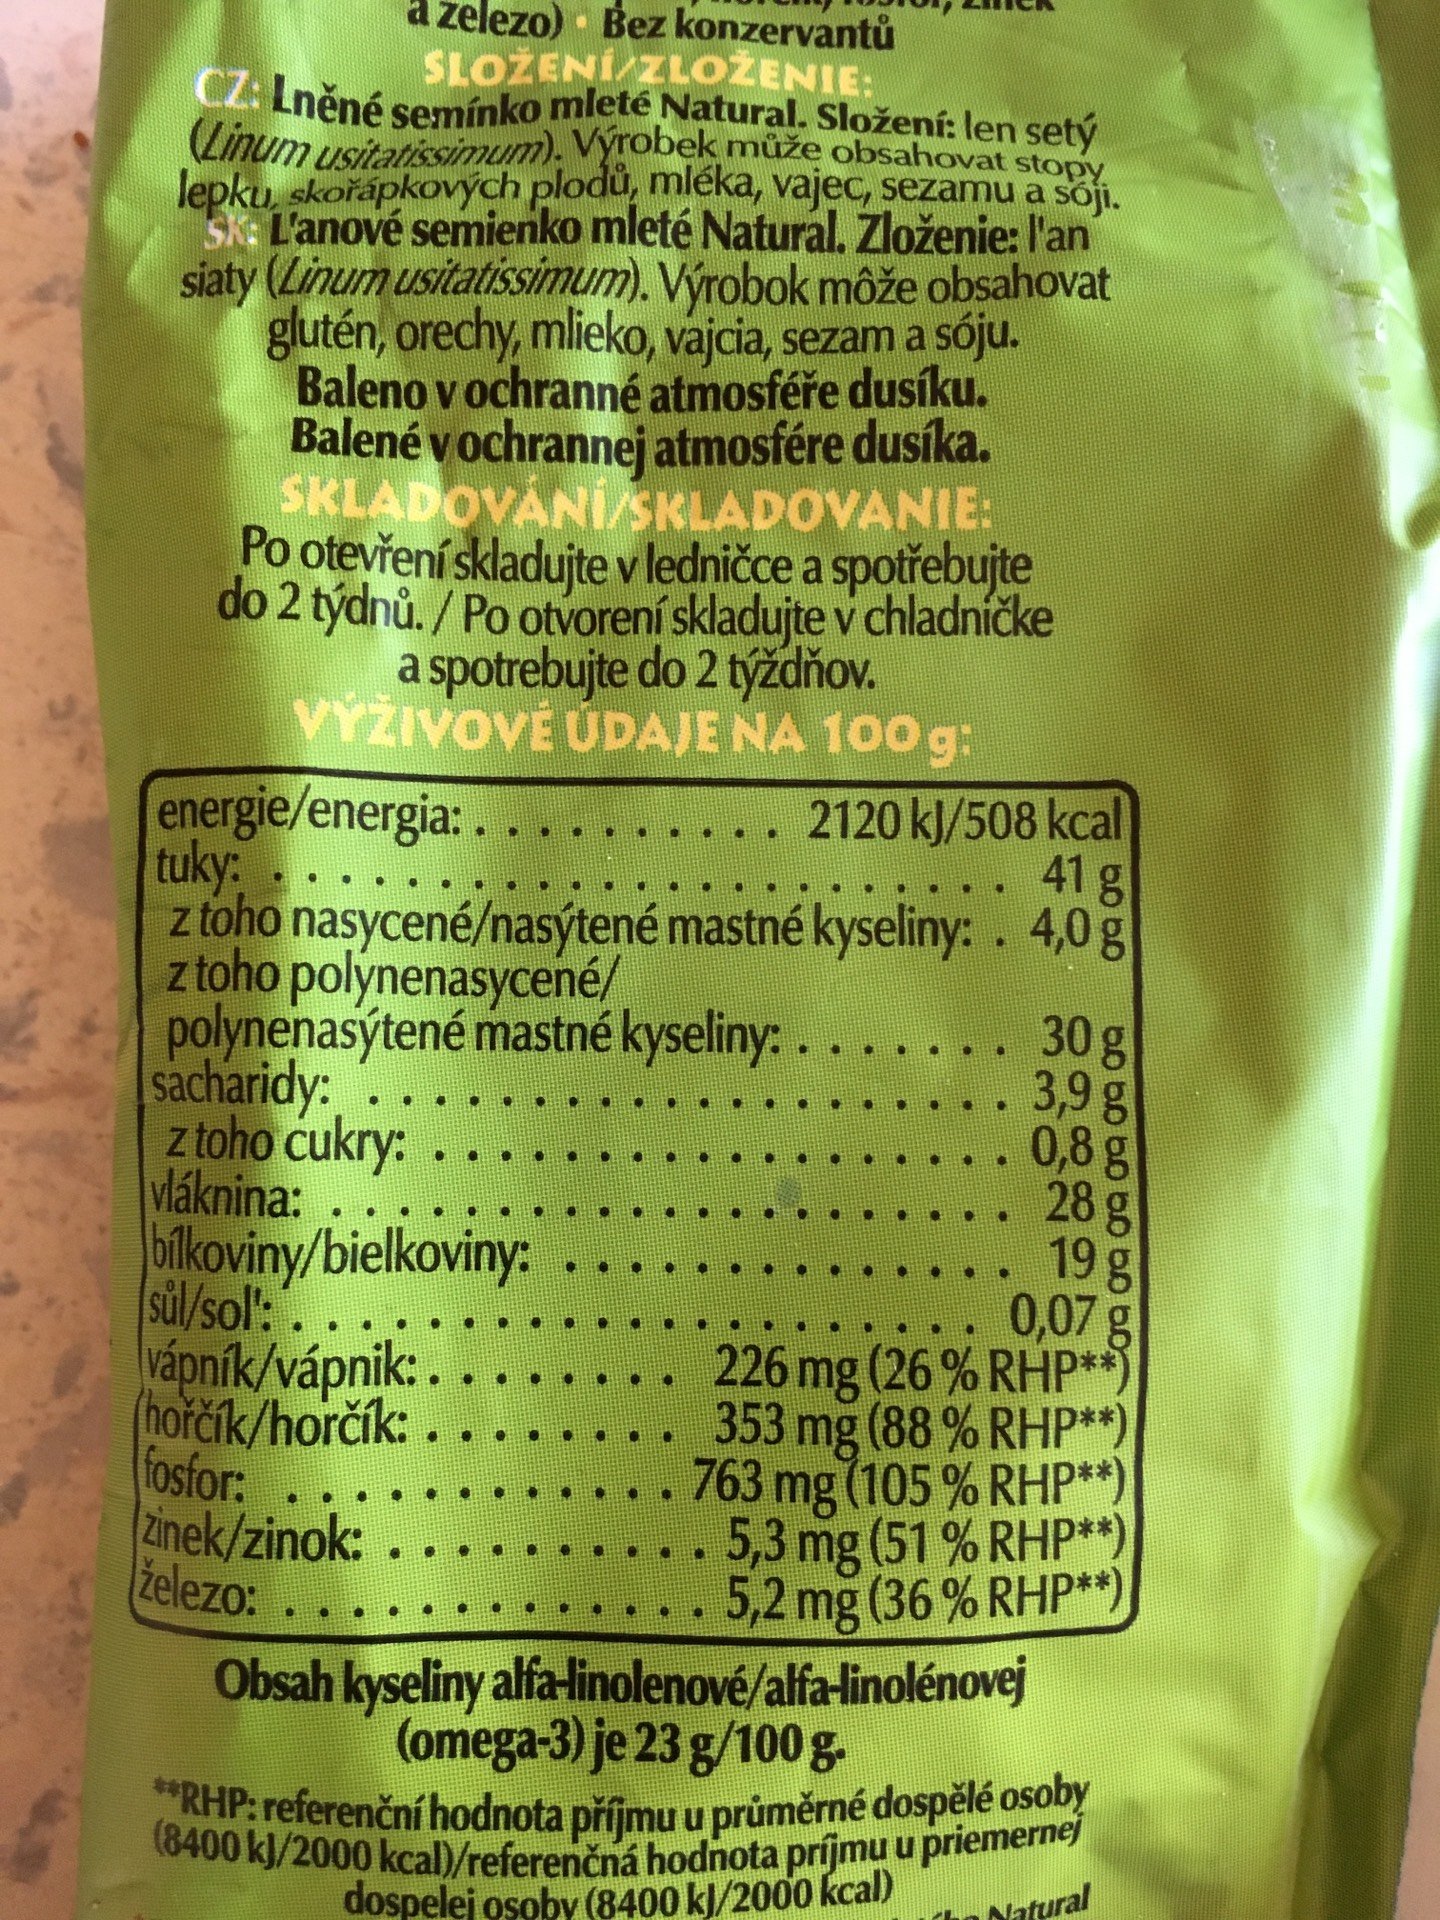 a železo) • Bez konzervantů
SLOŽENÍ/ZLOŽENIE:
CZ: Lněné semínko mleté Natural. Složení: len setý
(Linum usitatissimum). Výrobek může obsahovat stopy
lepku, skořápkových plodů, mléka, vajec, sezamu a sóji.
SK: L'anové semienko mleté Natural. Zloženie: l'an
siaty (Linum usitatissimum). Výrobok môže obsahovat
glutén, orechy, mlieko, vajcia, sezam a sóju.
Baleno v ochranné atmosféře dusíku.
Balené v ochrannej atmosfére dusíka.
SKLADOVÁNÍ/SKLADOVANIE:
Po otevření skladujte v ledničce a spotřebujte
do 2 týdnů. / Po otvorení skladujte v chladničke
a spotrebujte do 2 týždňov.
VÝŽIVOVÉ ÚDAJE NA 100 g:
energie/energia: . . . . . . . . . . 2120 kJ/508 kcal
tuky: . . . . . . . . . . . . . . . . . . . . . . . 41 g
z toho nasycené/nasýtené mastné kyseliny: . 4,0 g
z toho polynenasycené/
polynenasýtené mastné kyseliny: . . . . . . . 30 g
sacharidy: . . . . . . . . . . . . . . . . . . . . 3,9 g
z toho cukry: . . . . . . . . . . . . . . . . . . 0,8 g
vláknina: . . . . . . . . . . . . . . . . . . . . . 28 g
bílkoviny/bielkoviny: . . . . . . . . . . . . . . 19 g
sůl/sol': . . . . . . . . . . . . . . . . . . . . . 0,07 g
vápník/vápnik: . . . . . . . . 226 mg (26 % RHP**)
hořčík/horčík: . . . . . . . . 353 mg (88 % RHP**)
fosfor: . . . . . . . . . . . . 763 mg (105 % RHP**)
zinek/zinok: . . . . . . . . . . 5,3 mg (51 % RHP**)
železo: . . . . . . . . . . . . . 5,2 mg (36 % RHP**)
Obsah kyseliny alfa-linolenové/alfa-linolénovej
(omega-3) je 23 g/100 g.
**RHP: referenční hodnota příjmu u průměrné dospělé osoby
(8400 kJ/2000 kcal)/referenčná hodnota príjmu u priemernej
dospelej osoby (8400 kJ/2000 kcal)
Natural